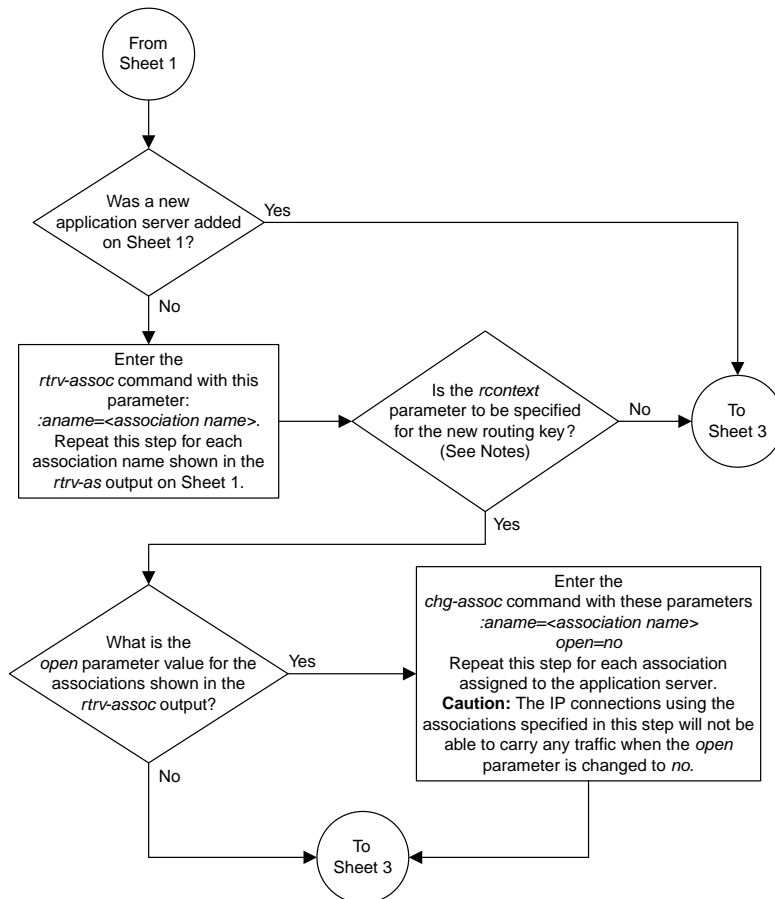 From
Sheet 1
Was a new
application server added
on Sheet 1?
Yes
No
Enter the
rtrv-assoc command with this
parameter:
:aname=<association name>.
Repeat this step for each
association name shown in the
rtrv-as output on Sheet 1.
Is the rcontext
parameter to be specified
for the new routing key?
(See Notes)
No
To
Sheet 3
Yes
What is the
open parameter value for the
associations shown in the
rtrv-assoc output?
Yes
Enter the
chg-assoc command with these parameters
:aname=<association name>
open=no
Repeat this step for each association
assigned to the application server.
Caution: The IP connections using the
associations specified in this step will not be
able to carry any traffic when the open
parameter is changed to no.
No
To
Sheet 3